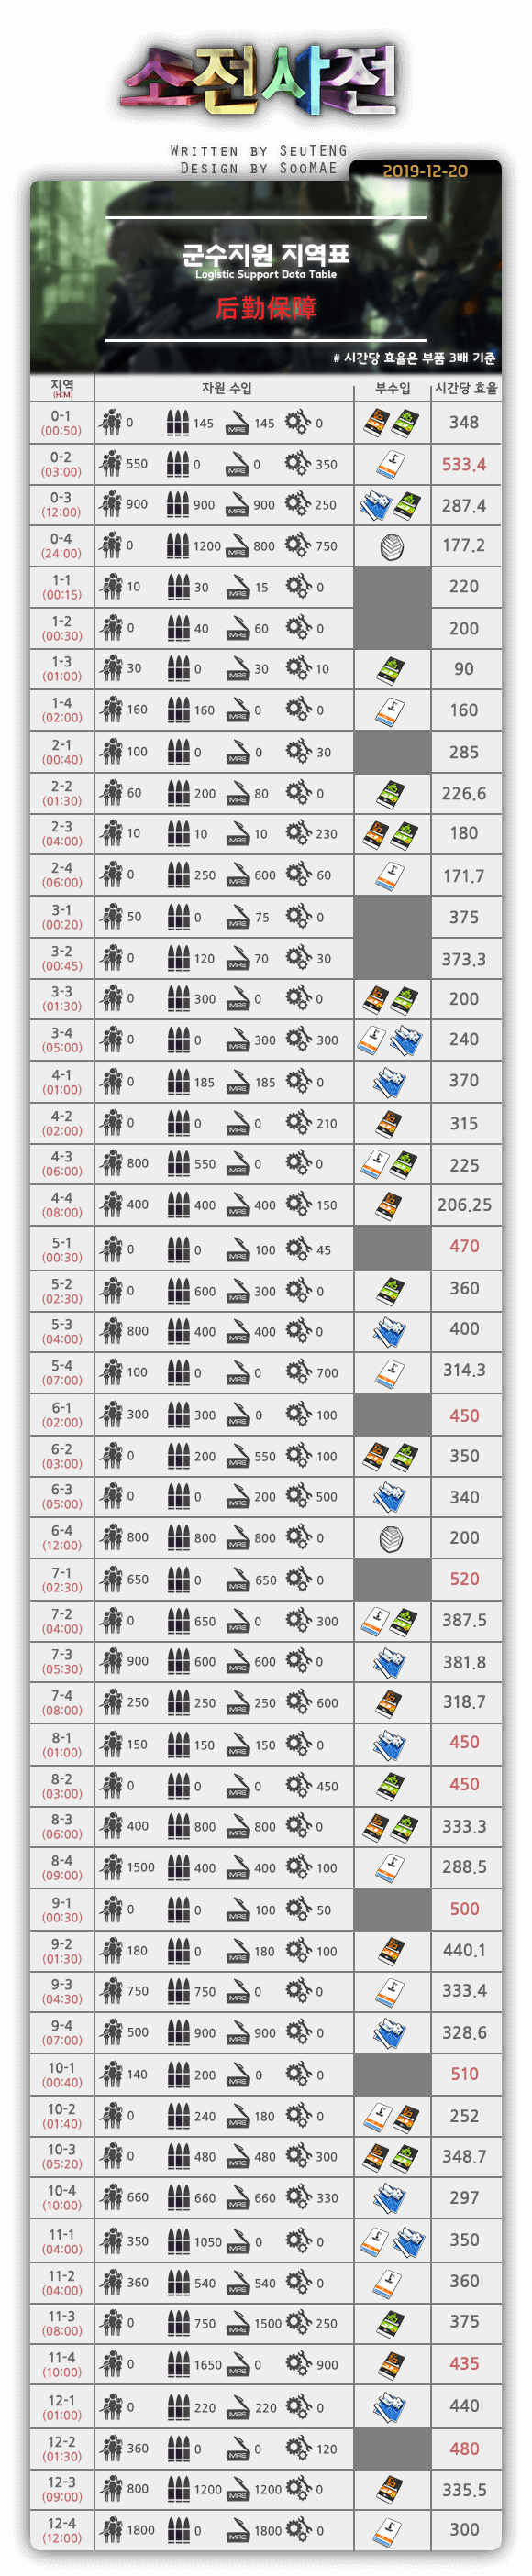 소전사전
WRITTEN BY SEUTENG
DESIGN BY SOOMAE
2019-12-20
군수지원 지역표
Logistic Support Data Table
后勤保障
# 시간당 효율은 부품 3배 기준
지역 자원 수입 부수입 시간당 효율
(H:M)
0-1 0 145 145 0 348
(00:50)
0-2 550 0 0 350 533.4
(03:00)
0-3 900 900 900 250 287.4
(12:00)
0-4 0 1200 800 750 177.2
(24:00)
1-1 10 30 15 0 220
(00:15)
1-2 0 40 60 0 200
(00:30)
1-3 30 0 30 10 90
(01:00)
1-4 160 160 0 0 160
(02:00)
2-1 100 0 0 30 285
(00:40)
2-2 60 200 80 0 226.6
(01:30)
2-3 10 10 10 230 180
(04:00)
2-4 0 250 600 60 171.7
(06:00)
3-1 50 0 75 0 375
(00:20)
3-2 0 120 70 30 373.3
(00:45)
3-3 0 300 0 0 200
(01:30)
3-4 0 0 300 300 240
(05:00)
4-1 0 185 185 0 370
(01:00)
4-2 0 0 0 210 315
(02:00)
4-3 800 550 0 0 225
(06:00)
4-4 400 400 400 150 206.25
(08:00)
5-1 0 0 100 45 470
(00:30)
5-2 0 600 300 0 360
(02:30)
5-3 800 400 400 0 400
(04:00)
5-4 100 0 0 700 314.3
(07:00)
6-1 300 300 0 100 450
(02:00)
6-2 0 200 550 100 350
(03:00)
6-3 0 0 200 500 340
(05:00)
6-4 800 800 800 0 200
(12:00)
7-1 650 0 650 0 520
(02:30)
7-2 0 650 0 300 387.5
(04:00)
7-3 900 600 600 0 381.8
(05:30)
7-4 250 250 250 600 318.7
(08:00)
8-1 150 150 150 0 450
(01:00)
8-2 0 0 0 450 450
(03:00)
8-3 400 800 800 0 333.3
(06:00)
8-4 1500 400 400 100 288.5
(09:00)
9-1 0 0 100 50 500
(00:30)
9-2 180 0 180 100 440.1
(01:30)
9-3 750 750 0 0 333.4
(04:30)
9-4 500 900 900 0 328.6
(07:00)
10-1 140 200 0 0 510
(00:40)
10-2 0 240 180 0 252
(01:40)
10-3 0 480 480 300 348.7
(05:20)
10-4 660 660 660 330 297
(10:00)
11-1 350 1050 0 0 350
(04:00)
11-2 360 540 540 0 360
(04:00)
11-3 0 750 1500 250 375
(08:00)
11-4 0 1650 0 900 435
(10:00)
12-1 0 220 220 0 440
(01:00)
12-2 360 0 0 120 480
(01:30)
12-3 800 1200 1200 0 335.5
(09:00)
12-4 1800 0 1800 0 300
(12:00)